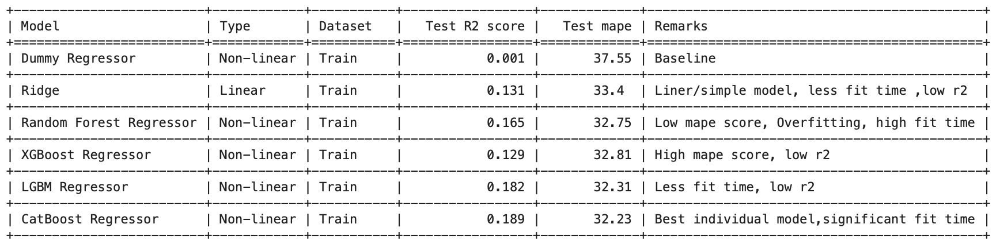 +-------------------------+------------+-----------+-----------------+-------------+--------------------------------------------+
| Model                   | Type       | Dataset   |   Test R2 score |   Test mape | Remarks                                    |
+=========================+============+===========+=================+=============+============================================+
| Dummy Regressor         | Non-linear | Train     |           0.001 |       37.55 | Baseline                                   |
+-------------------------+------------+-----------+-----------------+-------------+--------------------------------------------+
| Ridge                   | Linear     | Train     |           0.131 |       33.4  | Liner/simple model, less fit time ,low r2  |
+-------------------------+------------+-----------+-----------------+-------------+--------------------------------------------+
| Random Forest Regressor | Non-linear | Train     |           0.165 |       32.75 | Low mape score, Overfitting, high fit time |
+-------------------------+------------+-----------+-----------------+-------------+--------------------------------------------+
| XGBoost Regressor       | Non-linear | Train     |           0.129 |       32.81 | High mape score, low r2                    |
+-------------------------+------------+-----------+-----------------+-------------+--------------------------------------------+
| LGBM Regressor          | Non-linear | Train     |           0.182 |       32.31 | Less fit time, low r2                      |
+-------------------------+------------+-----------+-----------------+-------------+--------------------------------------------+
| CatBoost Regressor      | Non-linear | Train     |           0.189 |       32.23 | Best individual model,significant fit time |
+-------------------------+------------+-----------+-----------------+-------------+--------------------------------------------+